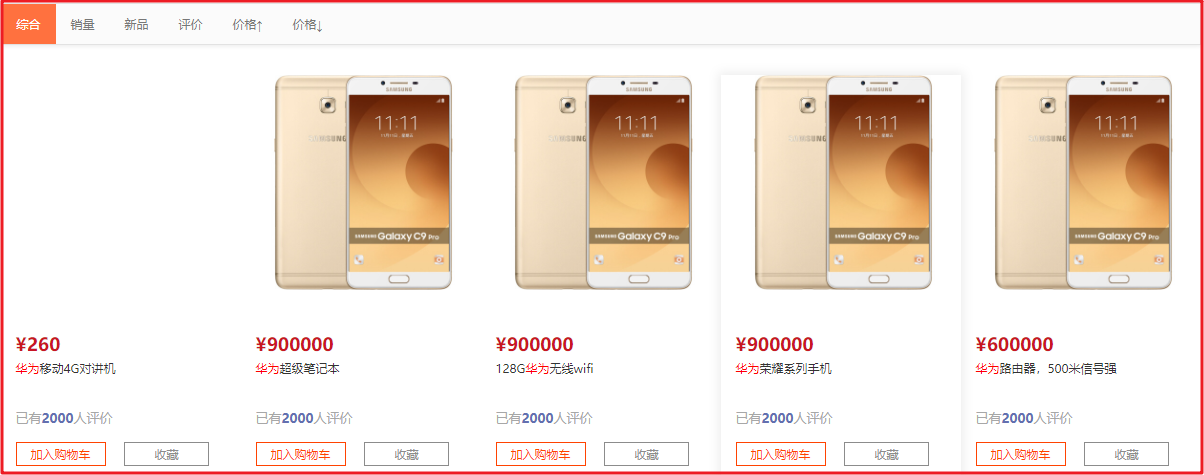 综合 销量 新品 评价 价格↑ 价格↓
SAMSUNG SAMSUNG SAMSUNG SAMSUNG
11:11 11:11 11:11 11:11
SAMSUNG SAMSUNG SAMSUNG SAMSUNG
SAMSUNG Galaxy C9 Pro SAMSUNG Galaxy C9 Pro SAMSUNG Galaxy C9 Pro SAMSUNG Galaxy C9 Pro
¥260 ¥900000 ¥900000 ¥900000 ¥600000
华为移动4G对讲机 华为超级笔记本 128G华为无线wifi 华为荣耀系列手机 华为路由器，500米信号强
已有2000人评价 已有2000人评价 已有2000人评价 已有2000人评价 已有2000人评价
加入购物车 收藏 加入购物车 收藏 加入购物车 收藏 加入购物车 收藏 加入购物车 收藏